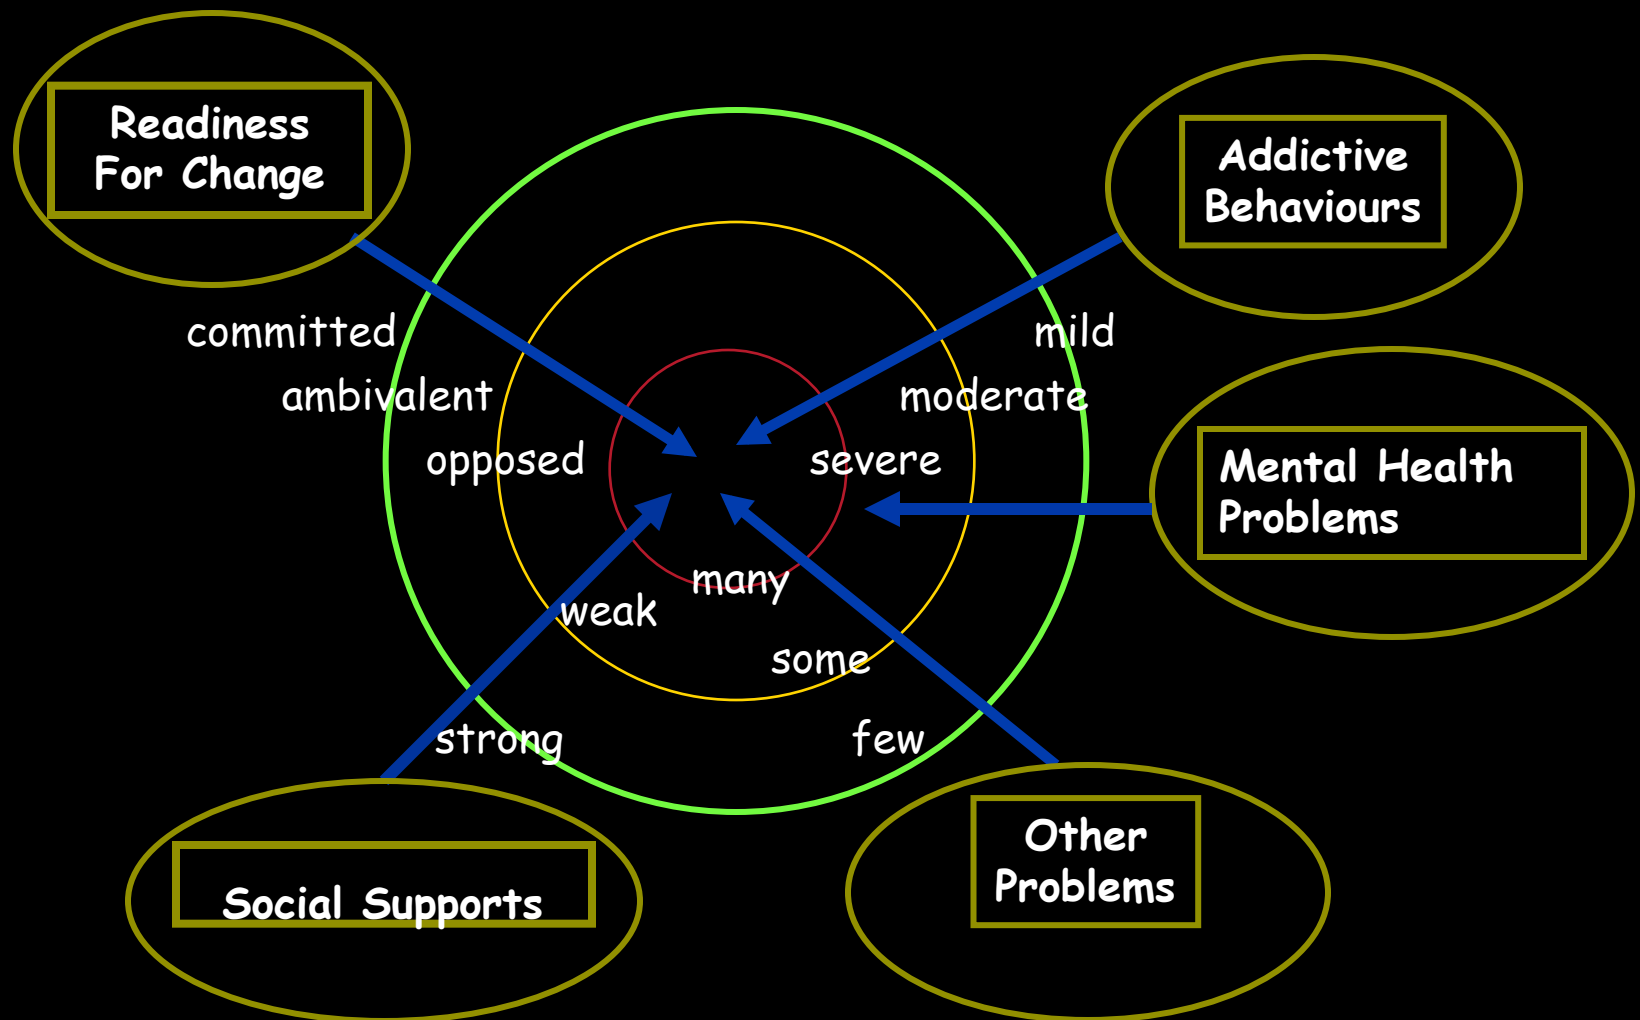 Readiness
For Change
Addictive
Behaviours
committed
mild
ambivalent
moderate
opposed
severe
Mental Health
Problems
many
weak
some
strong
few
Other
Problems
Social Supports